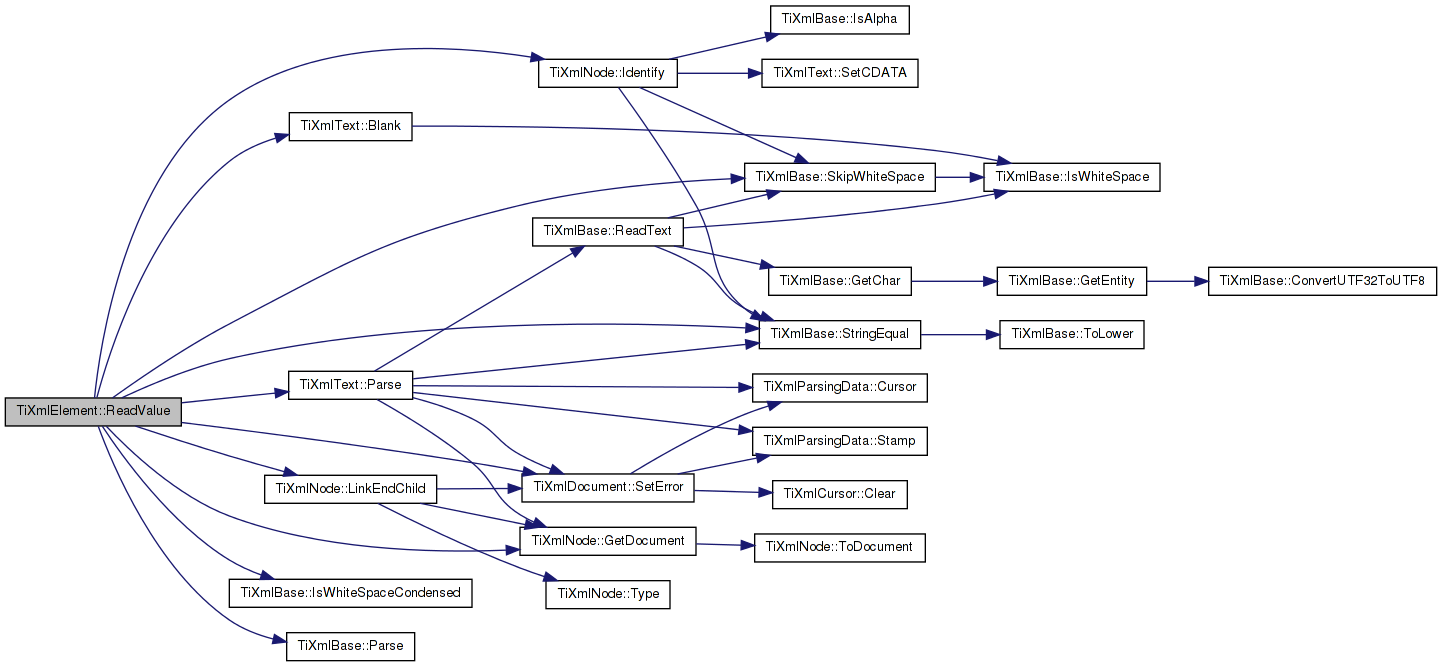 TiXmlBase::IsAlpha
TiXmlNode::Identify
TiXmlText::SetCDATA
TiXmlText::Blank
TiXmlBase::SkipWhiteSpace
TiXmlBase::IsWhiteSpace
TiXmlBase::ReadText
TiXmlBase::GetChar
TiXmlBase::GetEntity
TiXmlBase::ConvertUTF32ToUTF8
TiXmlBase::StringEqual
TiXmlBase::ToLower
TiXmlText::Parse
TiXmlParsingData::Cursor
TiXmlElement::ReadValue
TiXmlParsingData::Stamp
TiXmlNode::LinkEndChild
TiXmlDocument::SetError
TiXmlCursor::Clear
TiXmlNode::GetDocument
TiXmlNode::ToDocument
TiXmlBase::IsWhiteSpaceCondensed
TiXmlNode::Type
TiXmlBase::Parse